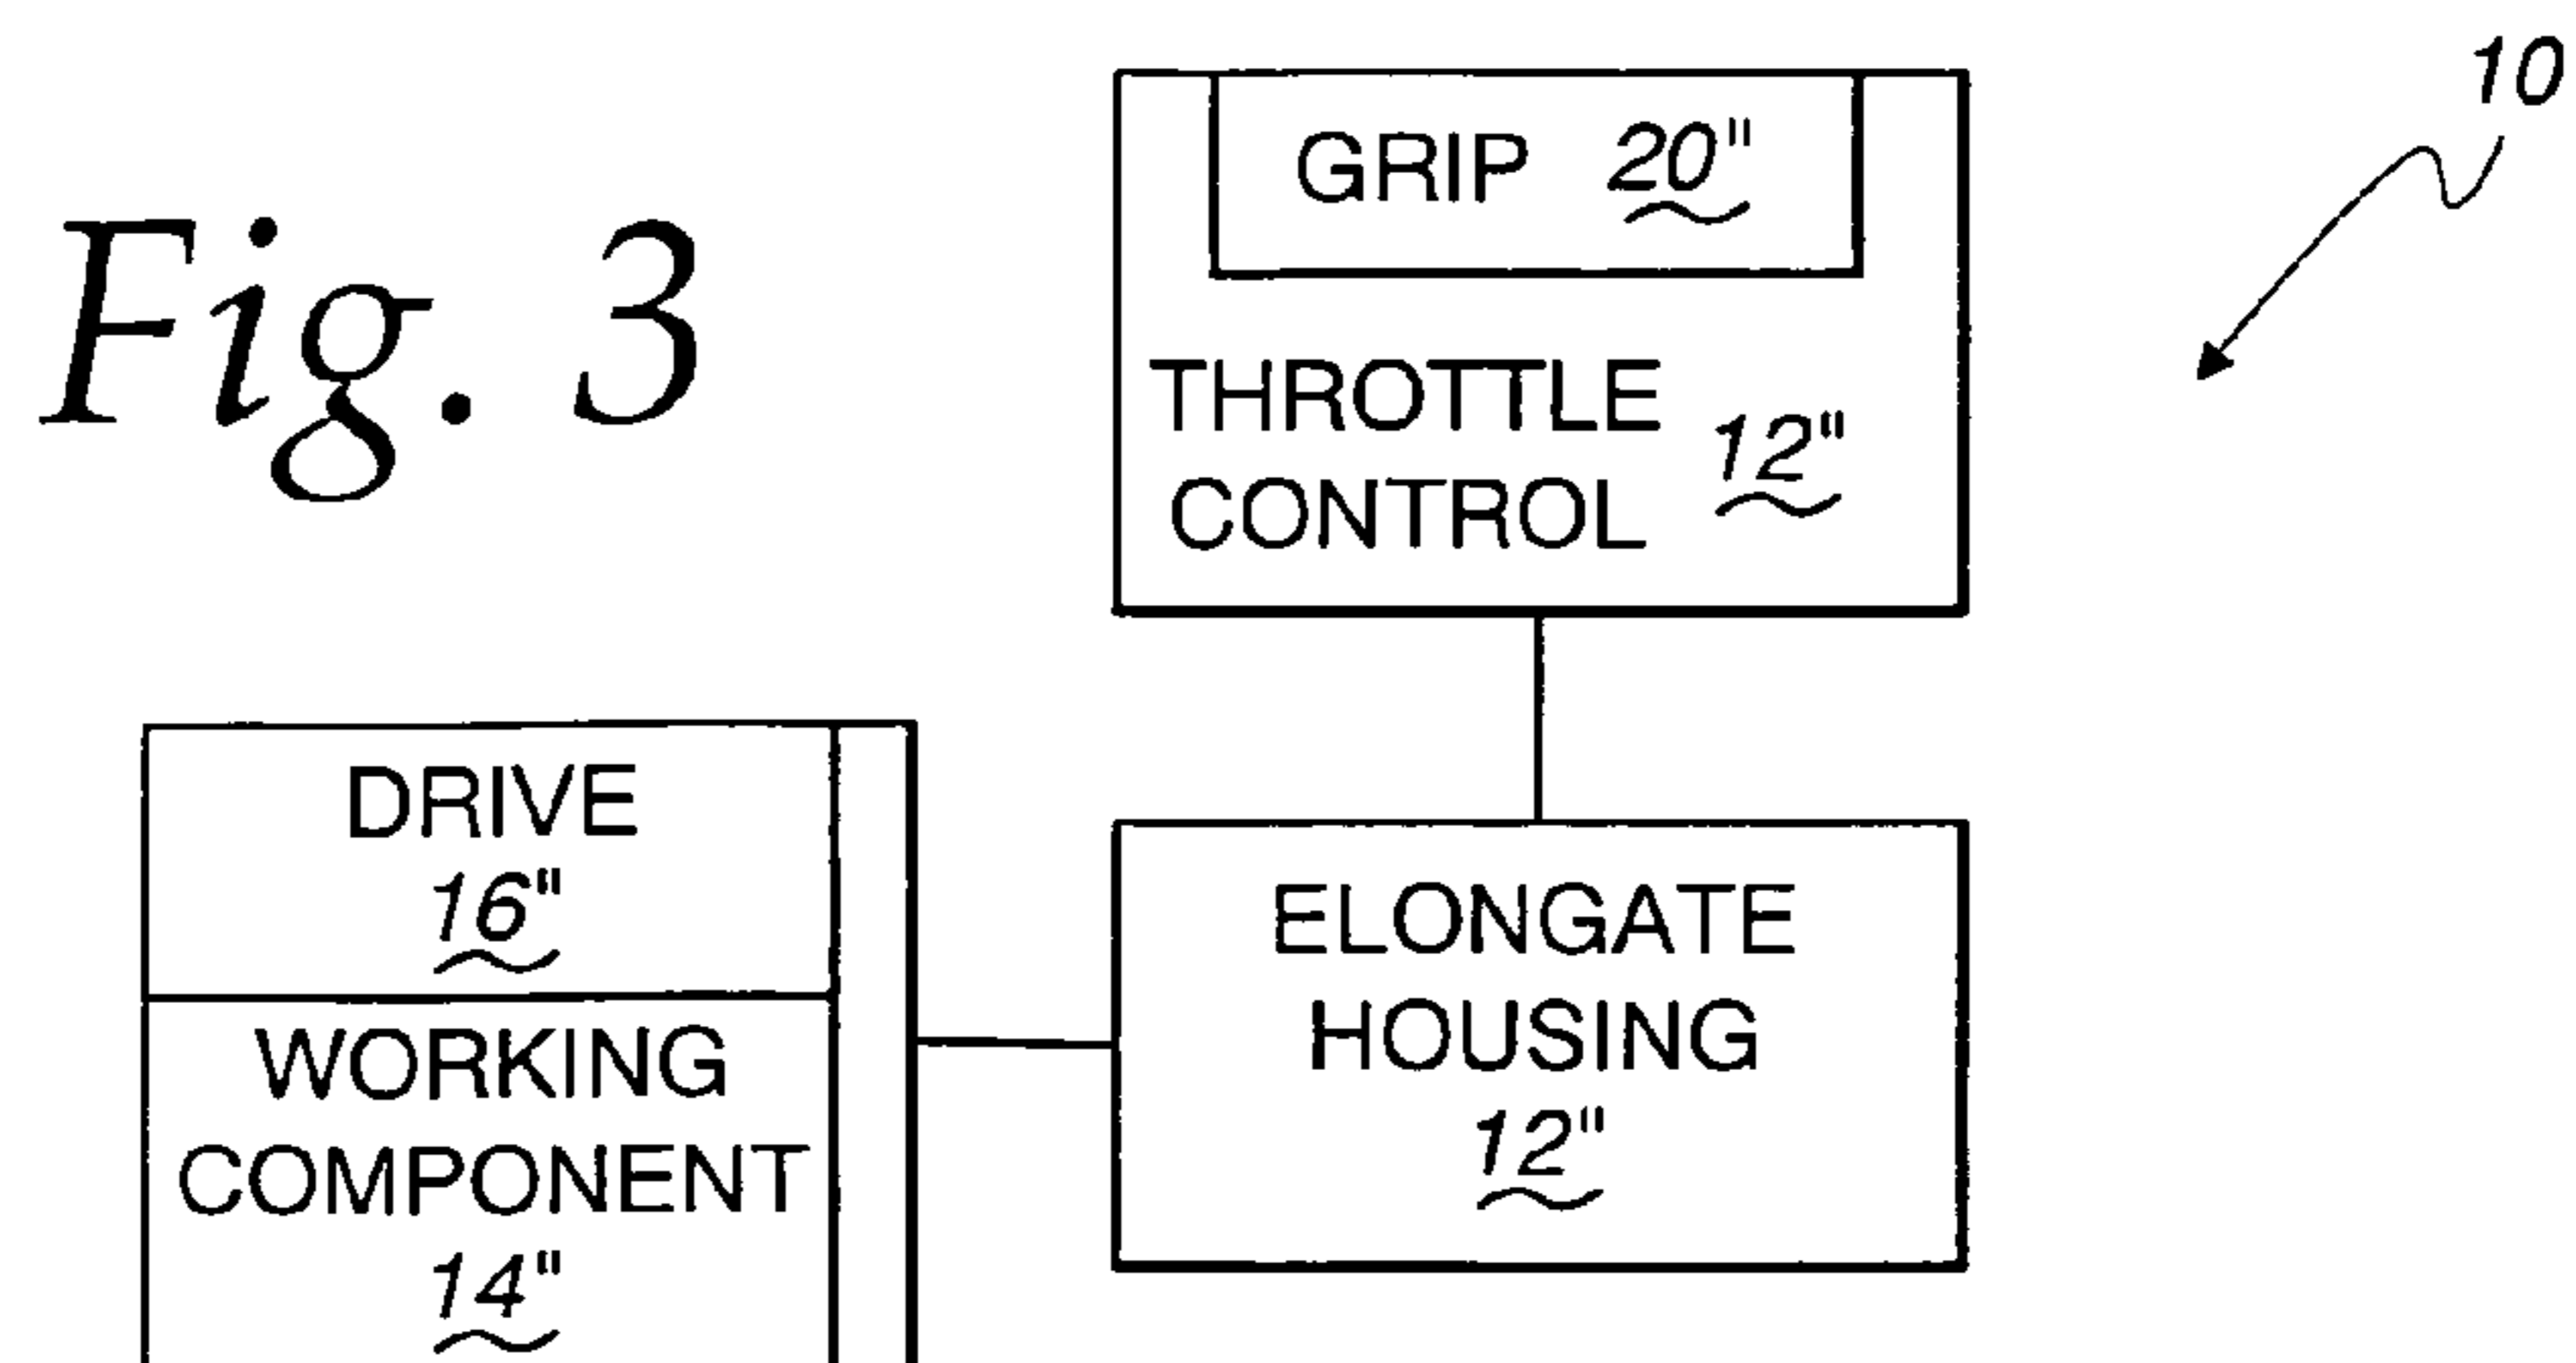 Fig. 3
10
GRIP 20"
THROTTLE
CONTROL 12"
DRIVE
16"
WORKING
COMPONENT
14"
ELONGATE
HOUSING
12"